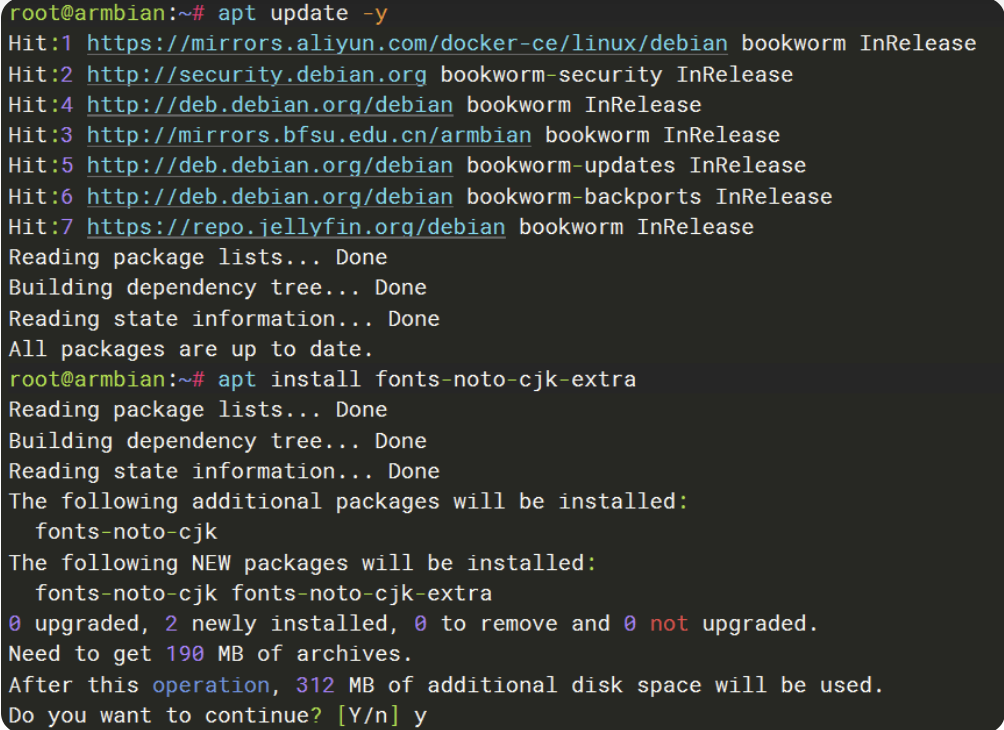 root@armbian:~# apt update -y
Hit:1 https://mirrors.aliyun.com/docker-ce/linux/debian bookworm InRelease
Hit:2 http://security.debian.org bookworm-security InRelease
Hit:4 http://deb.debian.org/debian bookworm InRelease
Hit:3 http://mirrors.bfsu.edu.cn/armbian bookworm InRelease
Hit:5 http://deb.debian.org/debian bookworm-updates InRelease
Hit:6 http://deb.debian.org/debian bookworm-backports InRelease
Hit:7 https://repo.jellyfin.org/debian bookworm InRelease
Reading package lists... Done
Building dependency tree... Done
Reading state information... Done
All packages are up to date.
root@armbian:~# apt install fonts-noto-cjk-extra
Reading package lists... Done
Building dependency tree... Done
Reading state information... Done
The following additional packages will be installed:
  fonts-noto-cjk
The following NEW packages will be installed:
  fonts-noto-cjk fonts-noto-cjk-extra
0 upgraded, 2 newly installed, 0 to remove and 0 not upgraded.
Need to get 190 MB of archives.
After this operation, 312 MB of additional disk space will be used.
Do you want to continue? [Y/n] y